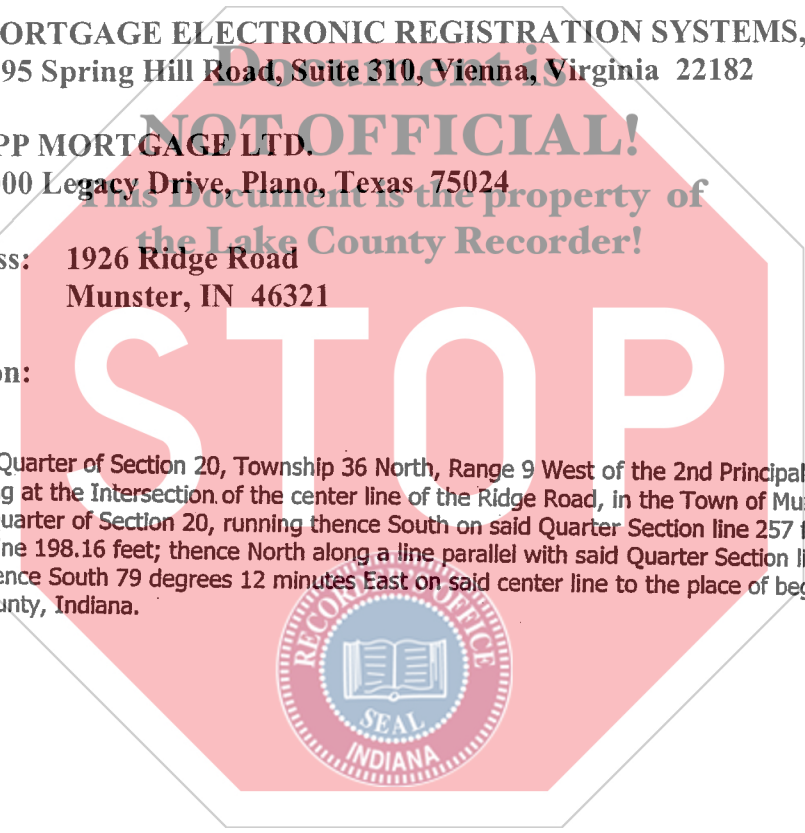 ORTGAGE ELECTRONIC REGISTRATION SYSTEMS,
95 Spring Hill Road, Suite 310, Vienna, Virginia 22182
Document is
NOT OFFICIAL!
PP MORTGAGE LTD.
00 Legacy Drive, Plano, Texas 75024
This Document is the property of
the Lake County Recorder!
ss: 1926 Ridge Road
Munster, IN 46321
STOP
on:
Quarter of Section 20, Township 36 North, Range 9 West of the 2nd Principal
g at the Intersection of the center line of the Ridge Road, in the Town of Mu
uarter of Section 20, running thence South on said Quarter Section line 257 f
ne 198.16 feet; thence North along a line parallel with said Quarter Section li
ence South 79 degrees 12 minutes East on said center line to the place of beg
unty, Indiana.
RECORDER'S OFFICE
SEAL
INDIANA